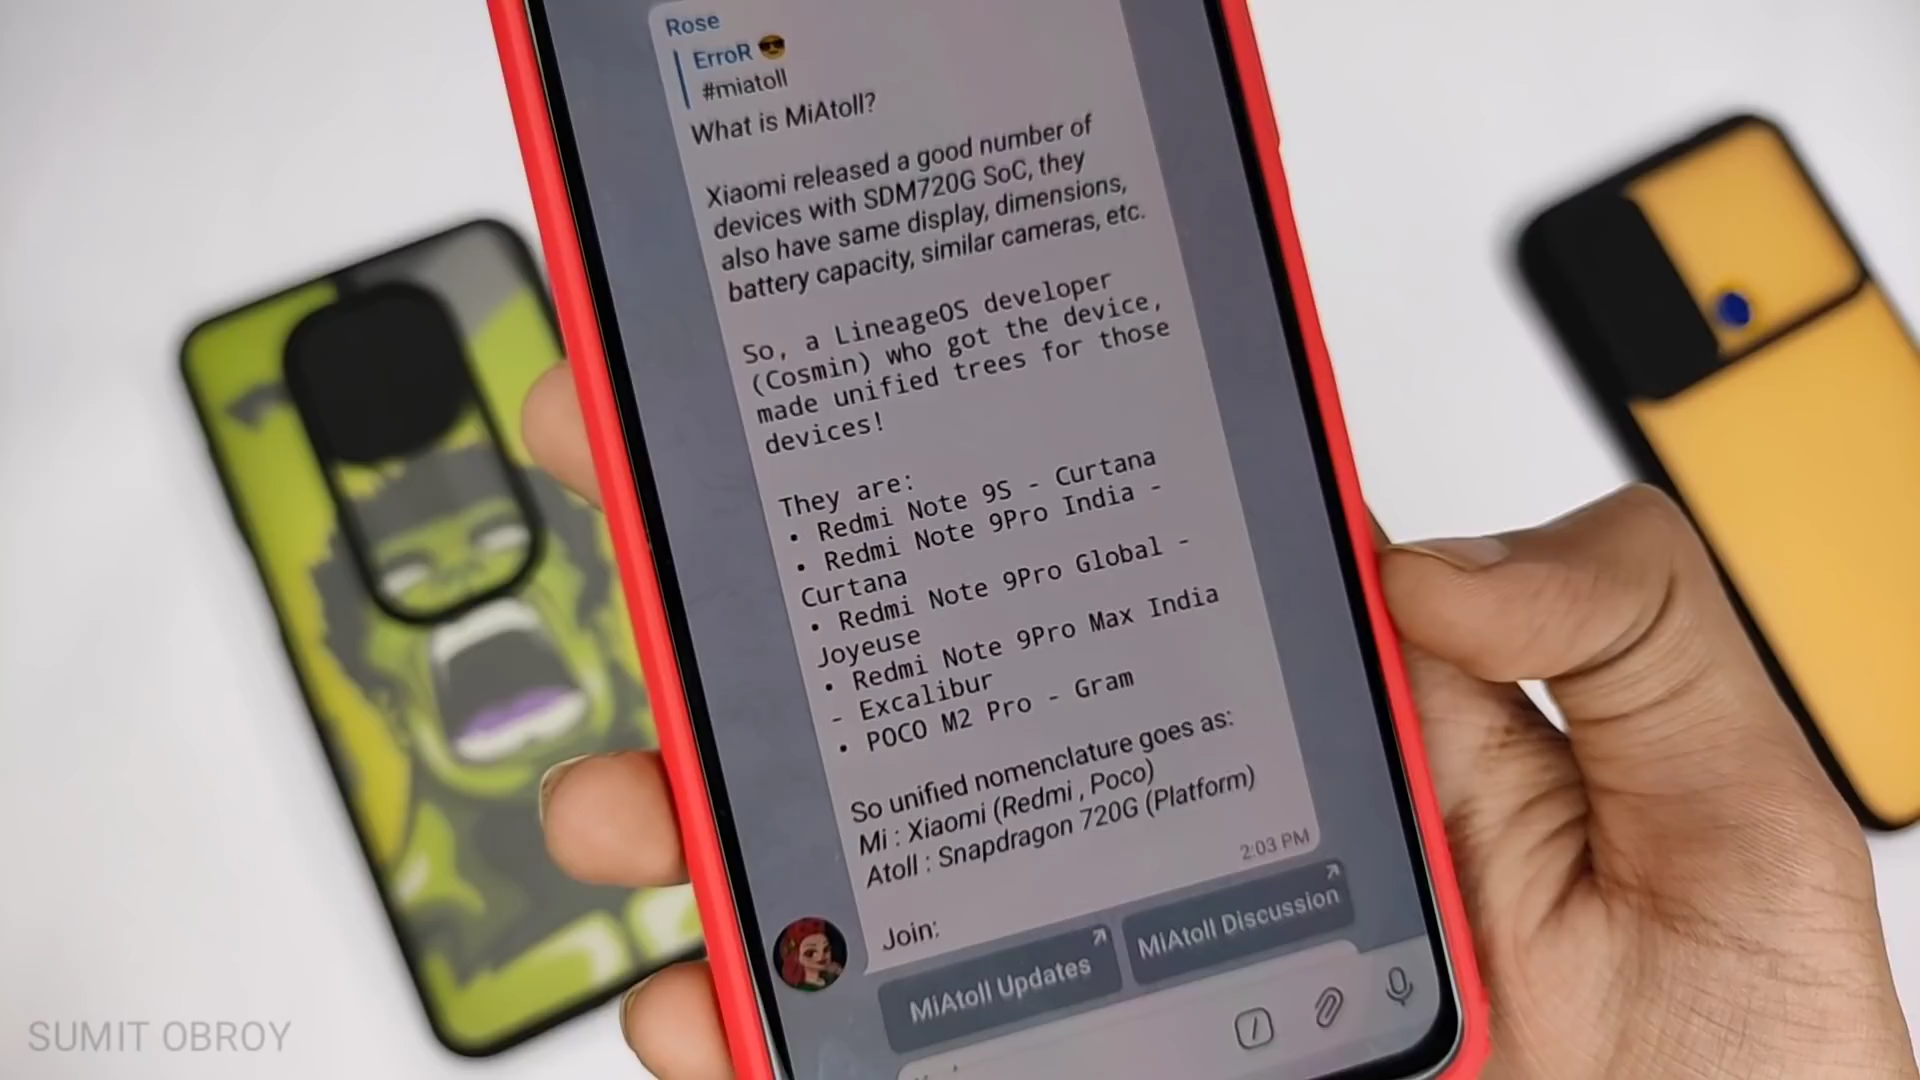 Rose
ErroR 😎
#miatoll
What is MiAtoll?
Xiaomi released a good number of
devices with SDM720G SoC, they
also have same display, dimensions,
battery capacity, similar cameras, etc.
So, a LineageOS developer
(Cosmin) who got the device,
made unified trees for those
devices!
They are:
• Redmi Note 9S - Curtana
• Redmi Note 9Pro India -
Curtana
• Redmi Note 9Pro Global -
Joyeuse
• Redmi Note 9Pro Max India
- Excalibur
• POCO M2 Pro - Gram
So unified nomenclature goes as:
Mi : Xiaomi (Redmi , Poco)
Atoll : Snapdragon 720G (Platform)
2:03 PM
Join:
MiAtoll Updates
MiAtoll Discussion
SUMIT OBROY